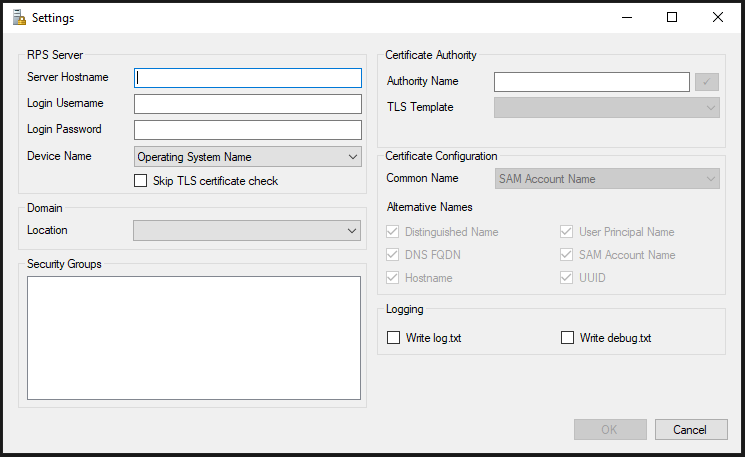 Settings
RPS Server
Server Hostname
Login Username
Login Password
Device Name Operating System Name
Skip TLS certificate check
Domain
Location
Security Groups
Certificate Authority
Authority Name
TLS Template
Certificate Configuration
Common Name SAM Account Name
Alternative Names
Distinguished Name User Principal Name
DNS FQDN SAM Account Name
Hostname UUID
Logging
Write log.txt Write debug.txt
OK Cancel